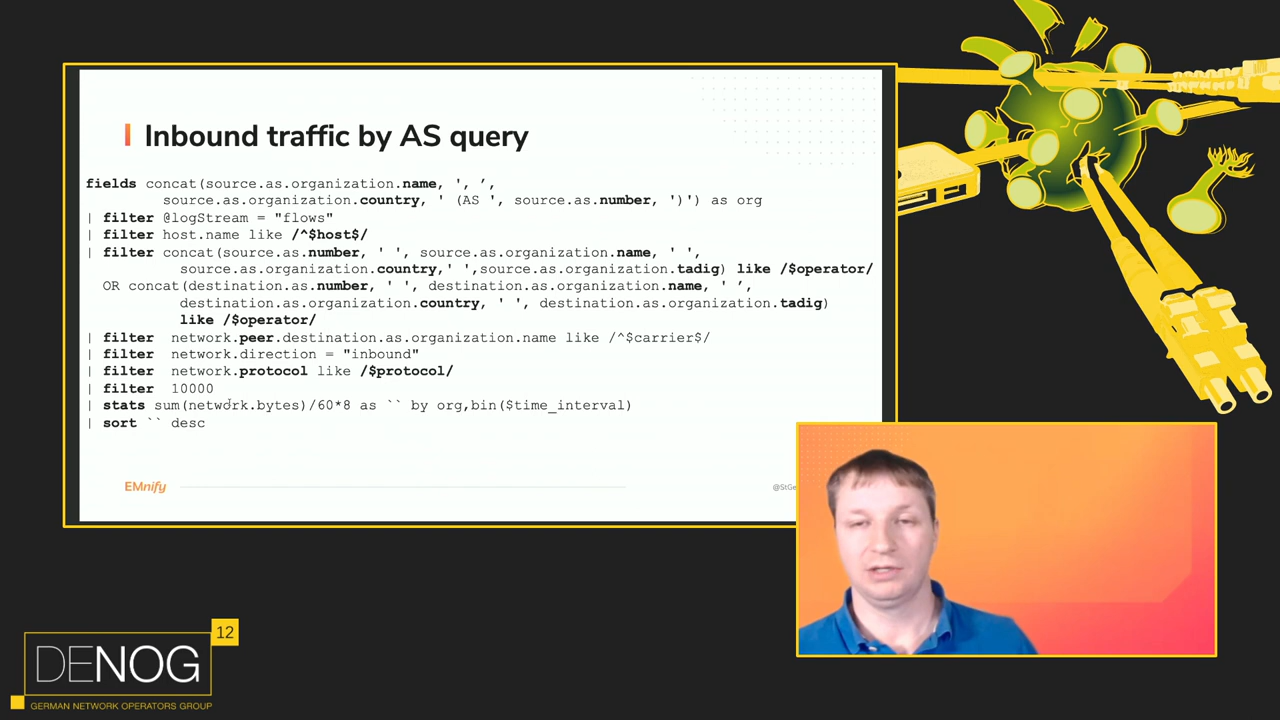 Inbound traffic by AS query
fields concat(source.as.organization.name, ', ’,
source.as.organization.country, ' (AS ', source.as.number, ')') as org
| filter @logStream = "flows"
| filter host.name like /^$host$/
| filter concat(source.as.number, ' ', source.as.organization.name, ' ',
source.as.organization.country,' ',source.as.organization.tadig) like /$operator/
OR concat(destination.as.number, ' ', destination.as.organization.name, ' ’,
destination.as.organization.country, ' ', destination.as.organization.tadig)
like /$operator/
| filter network.peer.destination.as.organization.name like /^$carrier$/
| filter network.direction = "inbound"
| filter network.protocol like /$protocol/
| filter 10000
| stats sum(network.bytes)/60*8 as `` by org,bin($time_interval)
| sort `` desc
EMnify
12
DENOG
GERMAN NETWORK OPERATORS GROUP